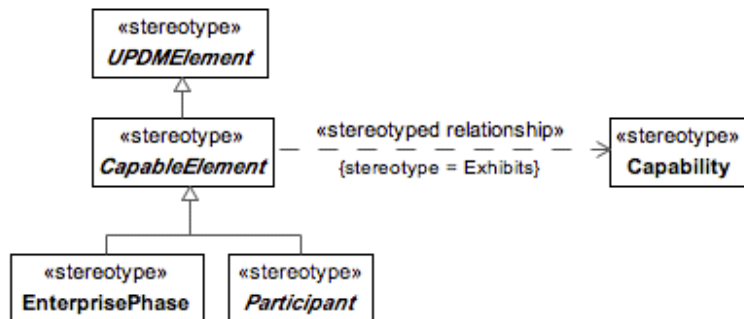 «stereotype»
UPDMElement
«stereotype»
CapableElement
«stereotyped relationship»
{stereotype = Exhibits}
«stereotype»
Capability
«stereotype»
EnterprisePhase
«stereotype»
Participant